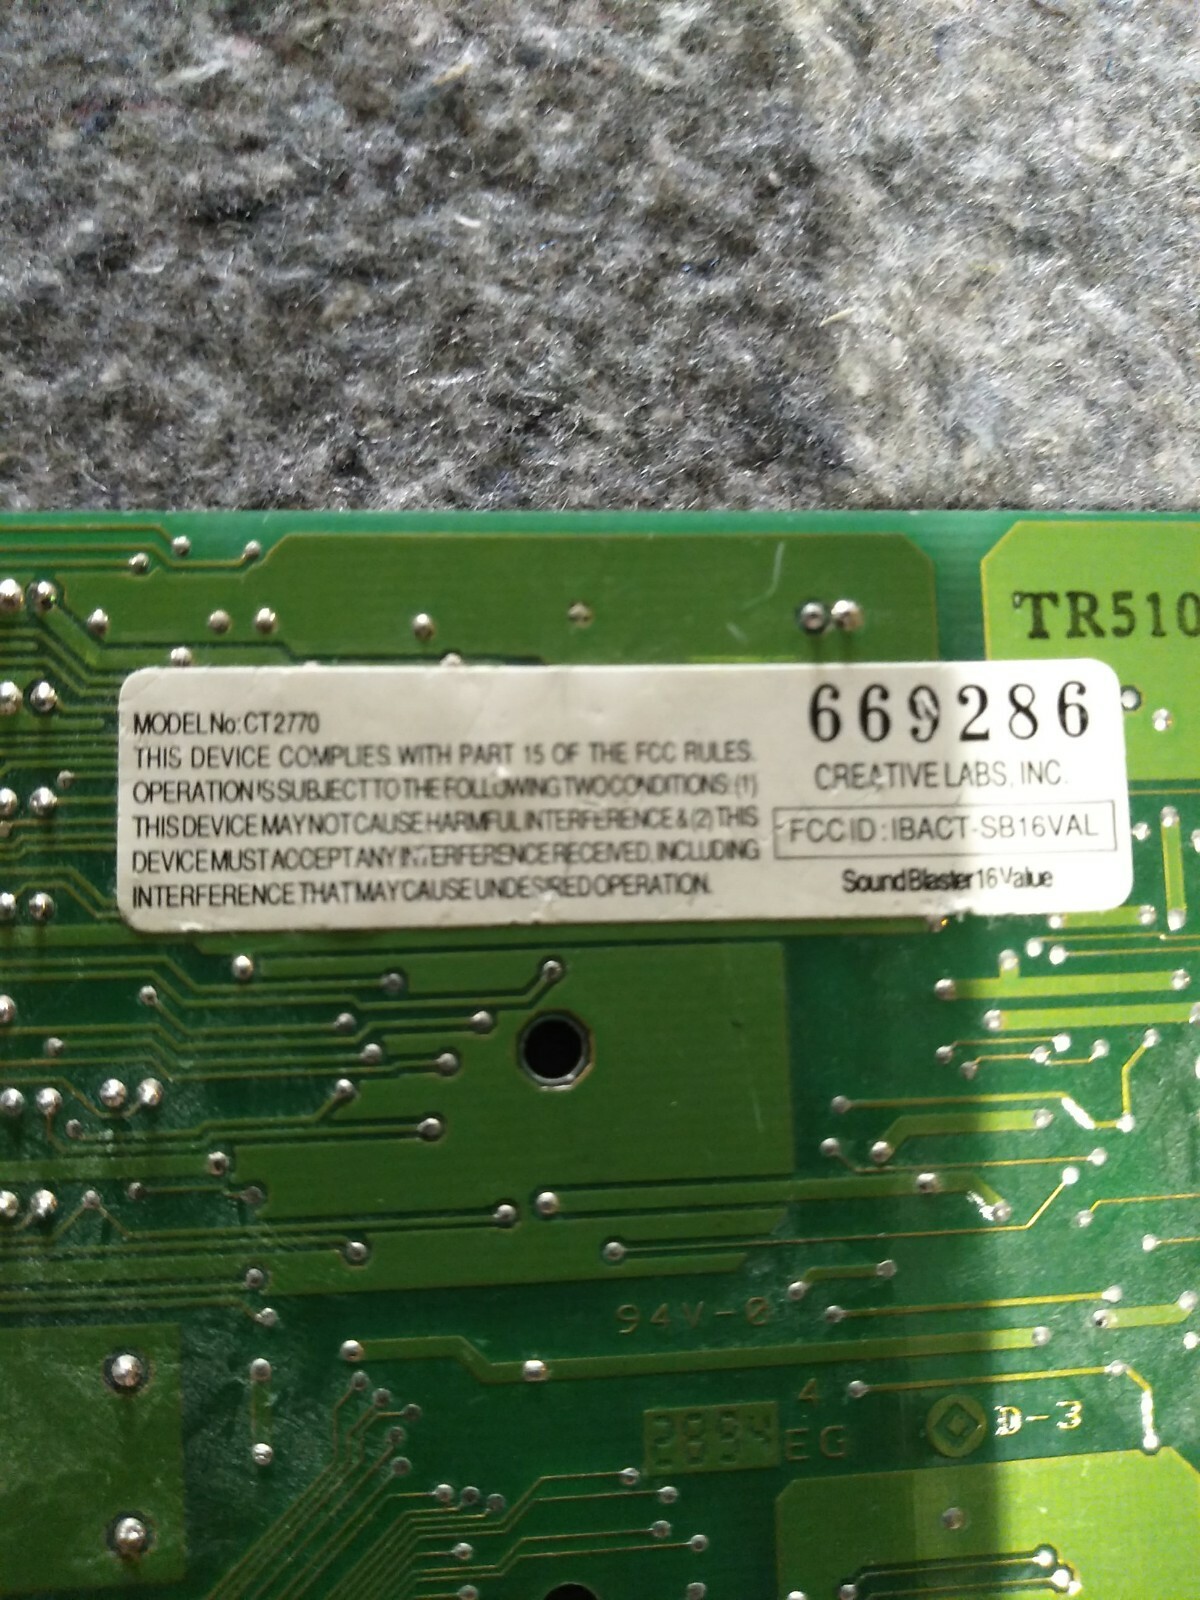 TR510
MODEL No: CT2770
THIS DEVICE COMPLIES WITH PART 15 OF THE FCC RULES.
OPERATION IS SUBJECT TO THE FOLLOWING TWO CONDITIONS: (1)
THIS DEVICE MAY NOT CAUSE HARMFUL INTERFERENCE & (2) THIS
DEVICE MUST ACCEPT ANY INTERFERENCE RECEIVED. INCLUDING
INTERFERENCE THAT MAY CAUSE UNDESIRED OPERATION.
669286
CREATIVE LABS, INC.
FCC ID : IBACT-SB16VAL
Sound Blaster 16 Value
94V-0
4
2894 EG
D-3